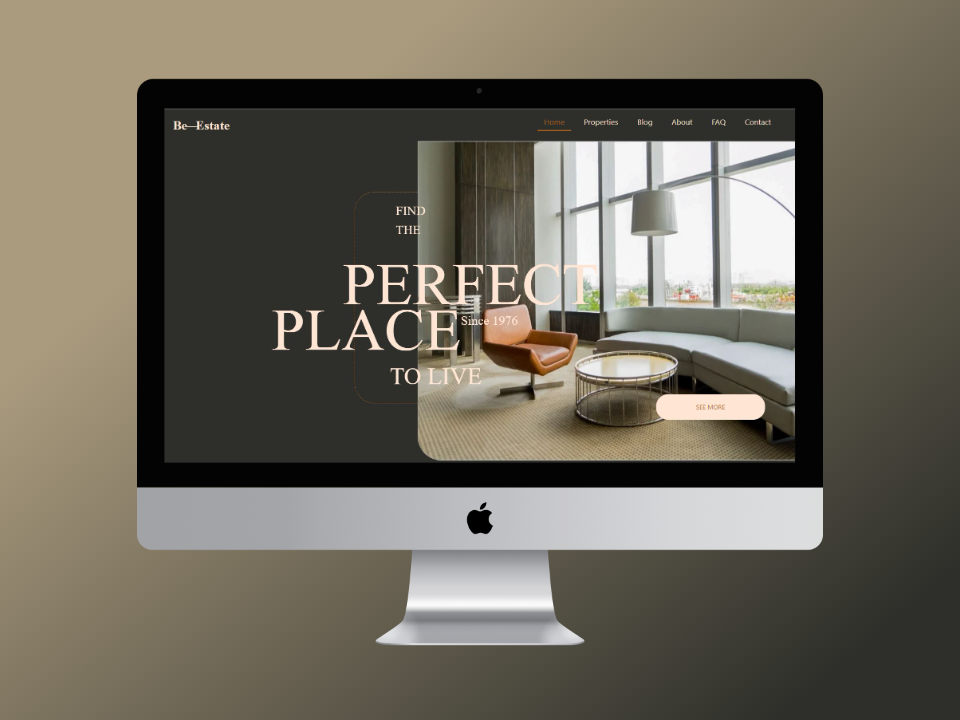 Be—Estate
Home Properties Blog About FAQ Contact
FIND
THE
PERFECT
PLACE
Since 1976
TO LIVE
SEE MORE